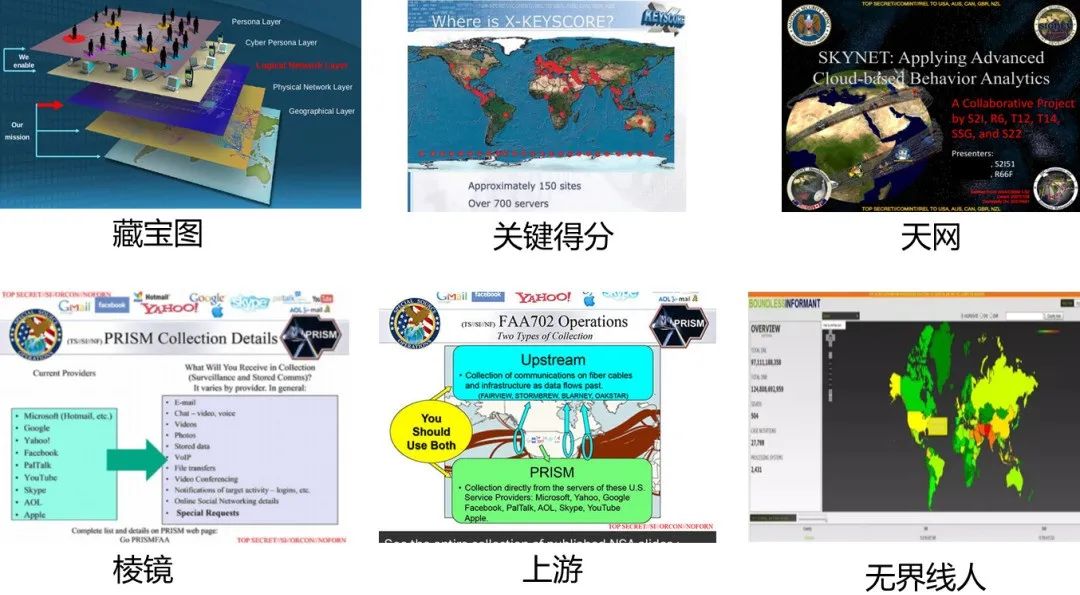 Persona Layer
Cyber Persona Layer
Logical Network Layer
Physical Network Layer
Geographical Layer
We
enable
Our
mission
藏宝图
Where is X-KEYSCORE?
KEYSCORE
Approximately 150 sites
Over 700 servers
关键得分
TOP SECRET//COMINT//REL TO USA, AUS, CAN, GBR, NZL
SKYNET: Applying Advanced
Cloud-based Behavior Analytics
A Collaborative Project
by S2I, R6, T12, T14,
SSG, and S22
Presenters:
S2I51
R66F
TOP SECRET//COMINT//REL TO USA, AUS, CAN, GBR, NZL
天网
TOP SECRET//SI//ORCON//NOFORN
Gmail facebook Hotmail YAHOO! Google skype paltalk YouTube AOL mail
(TS//SI//NF) PRISM Collection Details
PRISM
Current Providers
Microsoft (Hotmail, etc.)
Google
Yahoo!
Facebook
PalTalk
YouTube
Skype
AOL
Apple
What Will You Receive in Collection
(Surveillance and Stored Comms)?
It varies by provider. In general:
E-mail
Chat – video, voice
Videos
Photos
Stored data
VoIP
File transfers
Video Conferencing
Notifications of target activity – logins, etc.
Online Social Networking details
Special Requests
Complete list and details on PRISM web page:
Go PRISMFAA
TOP SECRET//SI//ORCON//NOFORN
棱镜
Gmail facebook YAHOO! Google skype AOL mail
(TS//SI//NF) FAA702 Operations
Two Types of Collection
PRISM
Upstream
Collection of communications on fiber cables
and infrastructure as data flows past.
(FAIRVIEW, STORMBREW, BLARNEY, OAKSTAR)
You
Should
Use Both
PRISM
Collection directly from the servers of these U.S.
Service Providers: Microsoft, Yahoo, Google
Facebook, PalTalk, AOL, Skype, YouTube
Apple.
TOP SECRET//SI//ORCON//NOFORN
See the entire collection of published NSA slides
上游
BOUNDLESSINFORMANT
OVERVIEW
97,111,188,358
124,808,692,959
504
27,798
2,431
无界线人